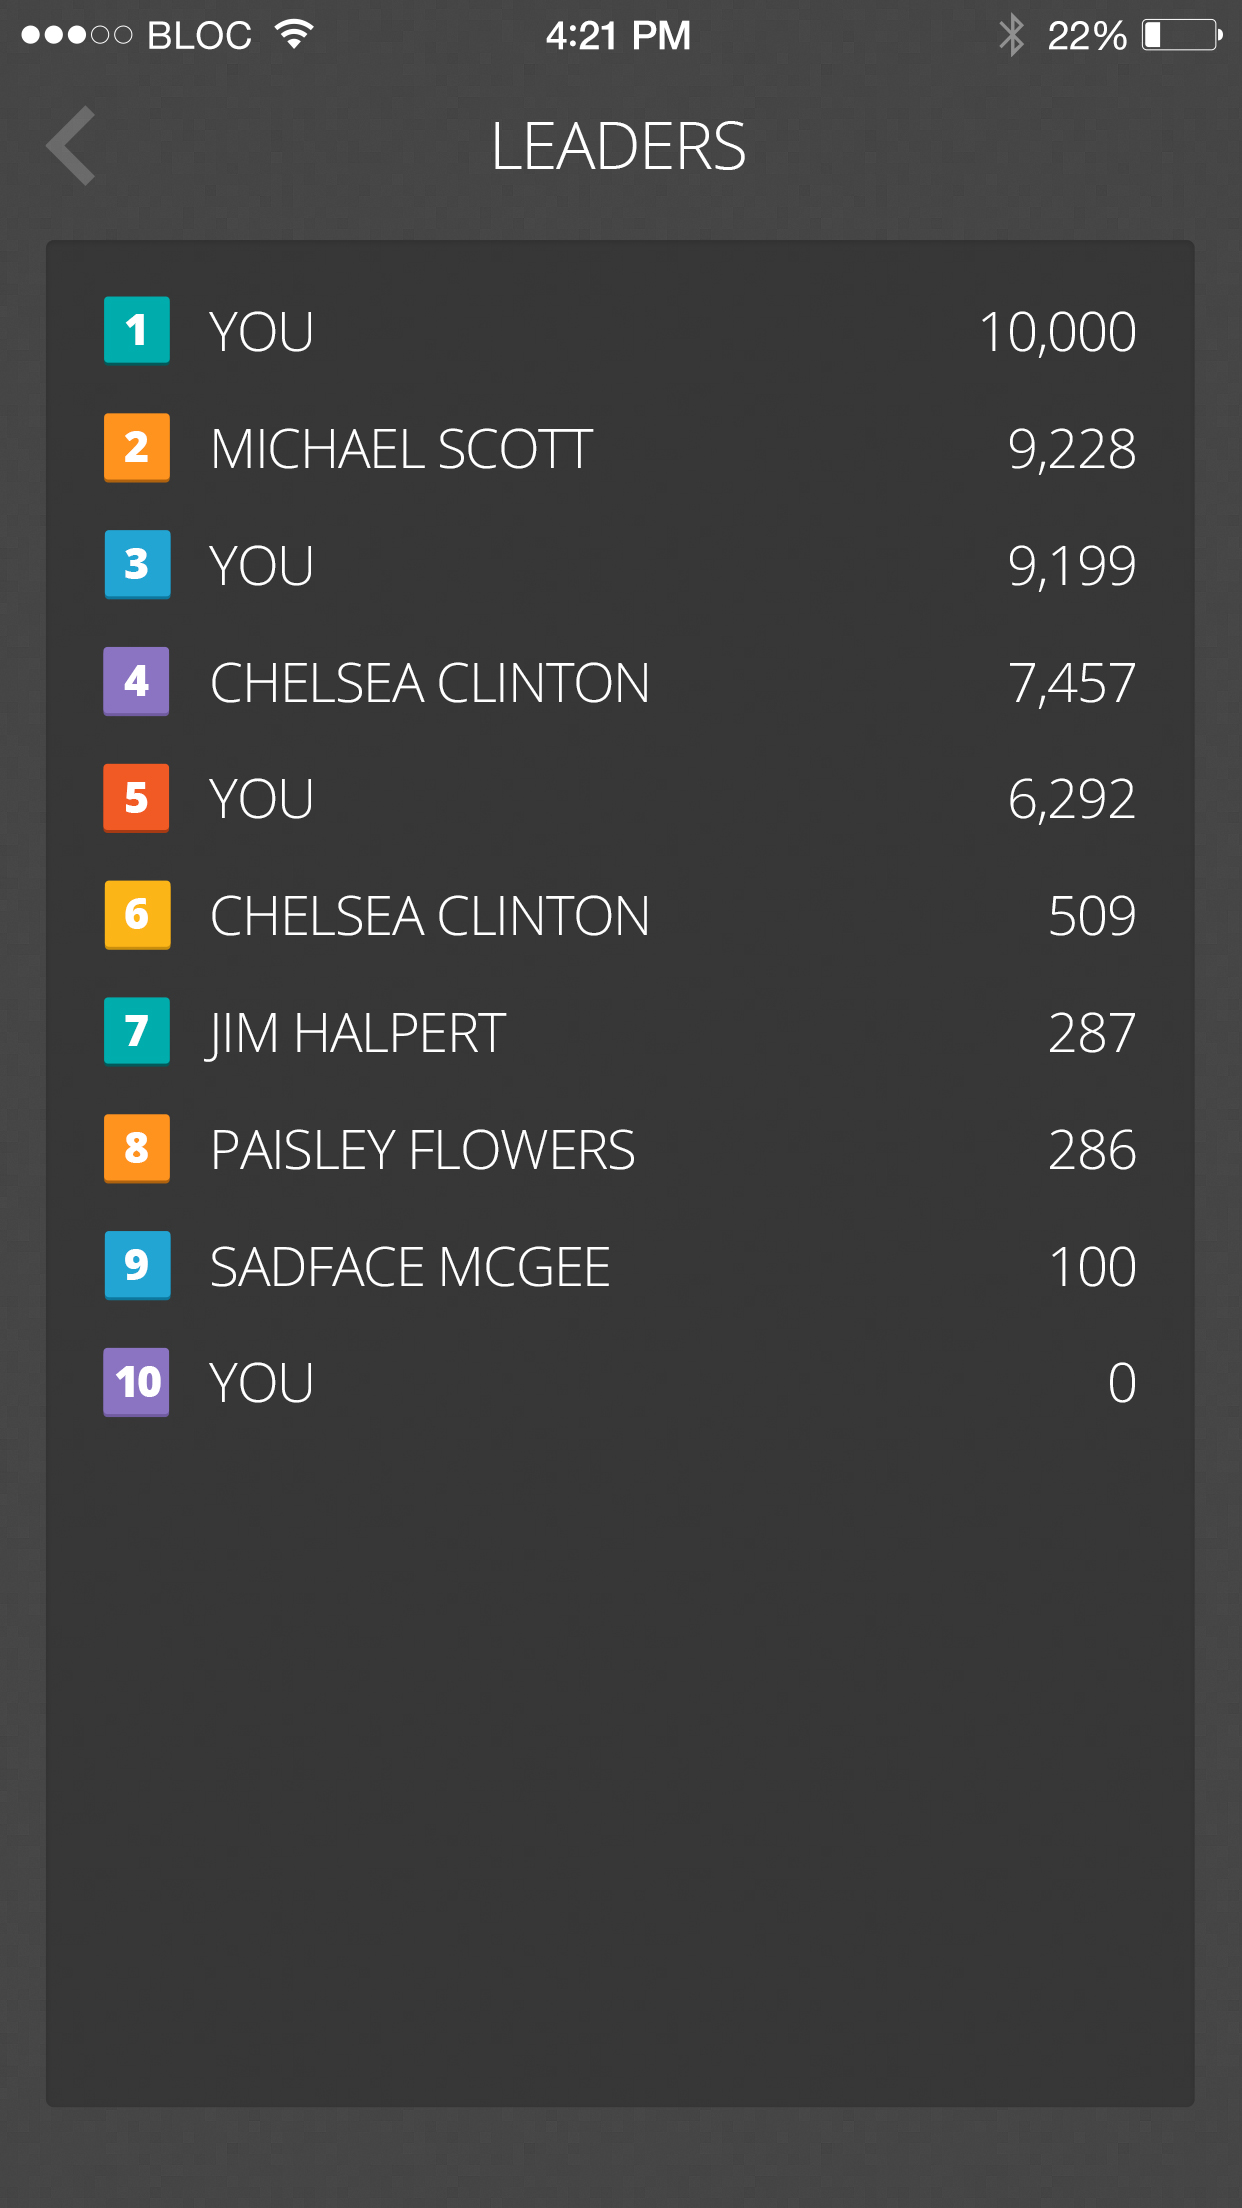 BLOC 4:21 PM 22%
LEADERS
1 YOU 10,000
2 MICHAEL SCOTT 9,228
3 YOU 9,199
4 CHELSEA CLINTON 7,457
5 YOU 6,292
6 CHELSEA CLINTON 509
7 JIM HALPERT 287
8 PAISLEY FLOWERS 286
9 SADFACE MCGEE 100
10 YOU 0